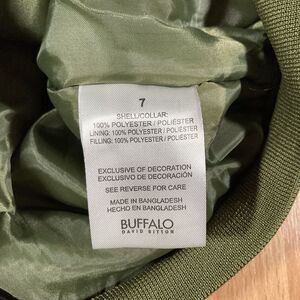 7
SHELL/COLLAR:
100% POLYESTER / POLIÉSTER
LINING: 100% POLYESTER / POLIÉSTER
FILLING: 100% POLYESTER / POLIÉSTER
EXCLUSIVE OF DECORATION
EXCLUSIVO DE DECORACIÓN
SEE REVERSE FOR CARE
MADE IN BANGLADESH
HECHO EN BANGLADESH
BUFFALO
DAVID BITTON